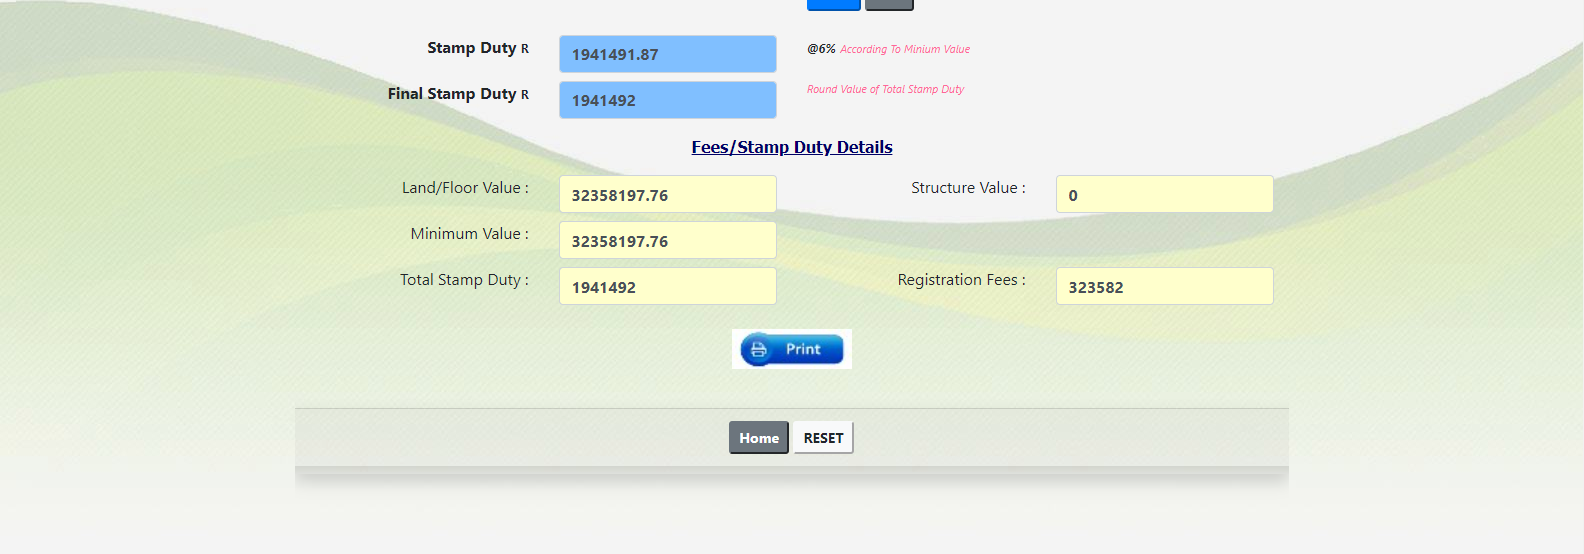 Stamp Duty R 1941491.87 @6% According To Minium Value
Final Stamp Duty R 1941492 Round Value of Total Stamp Duty
Fees/Stamp Duty Details
Land/Floor Value : 32358197.76 Structure Value : 0
Minimum Value : 32358197.76
Total Stamp Duty : 1941492 Registration Fees : 323582
Print
Home RESET